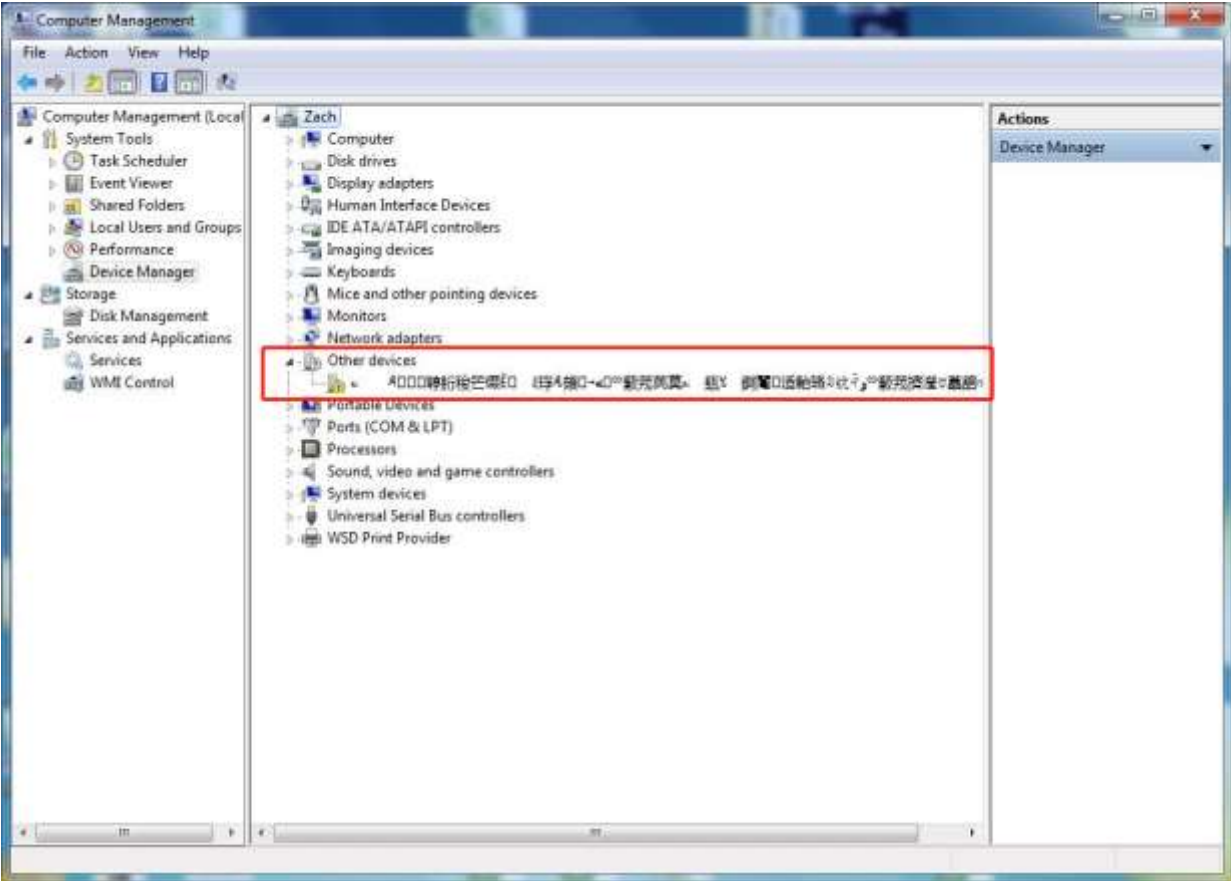 Computer Management
File Action View Help
Computer Management (Local
System Tools
Task Scheduler
Event Viewer
Shared Folders
Local Users and Groups
Performance
Device Manager
Storage
Disk Management
Services and Applications
Services
WMI Control
Zach
Computer
Disk drives
Display adapters
Human Interface Devices
IDE ATA/ATAPI controllers
Imaging devices
Keyboards
Mice and other pointing devices
Monitors
Network adapters
Other devices
Portable Devices
Ports (COM & LPT)
Processors
Sound, video and game controllers
System devices
Universal Serial Bus controllers
WSD Print Provider
Actions
Device Manager